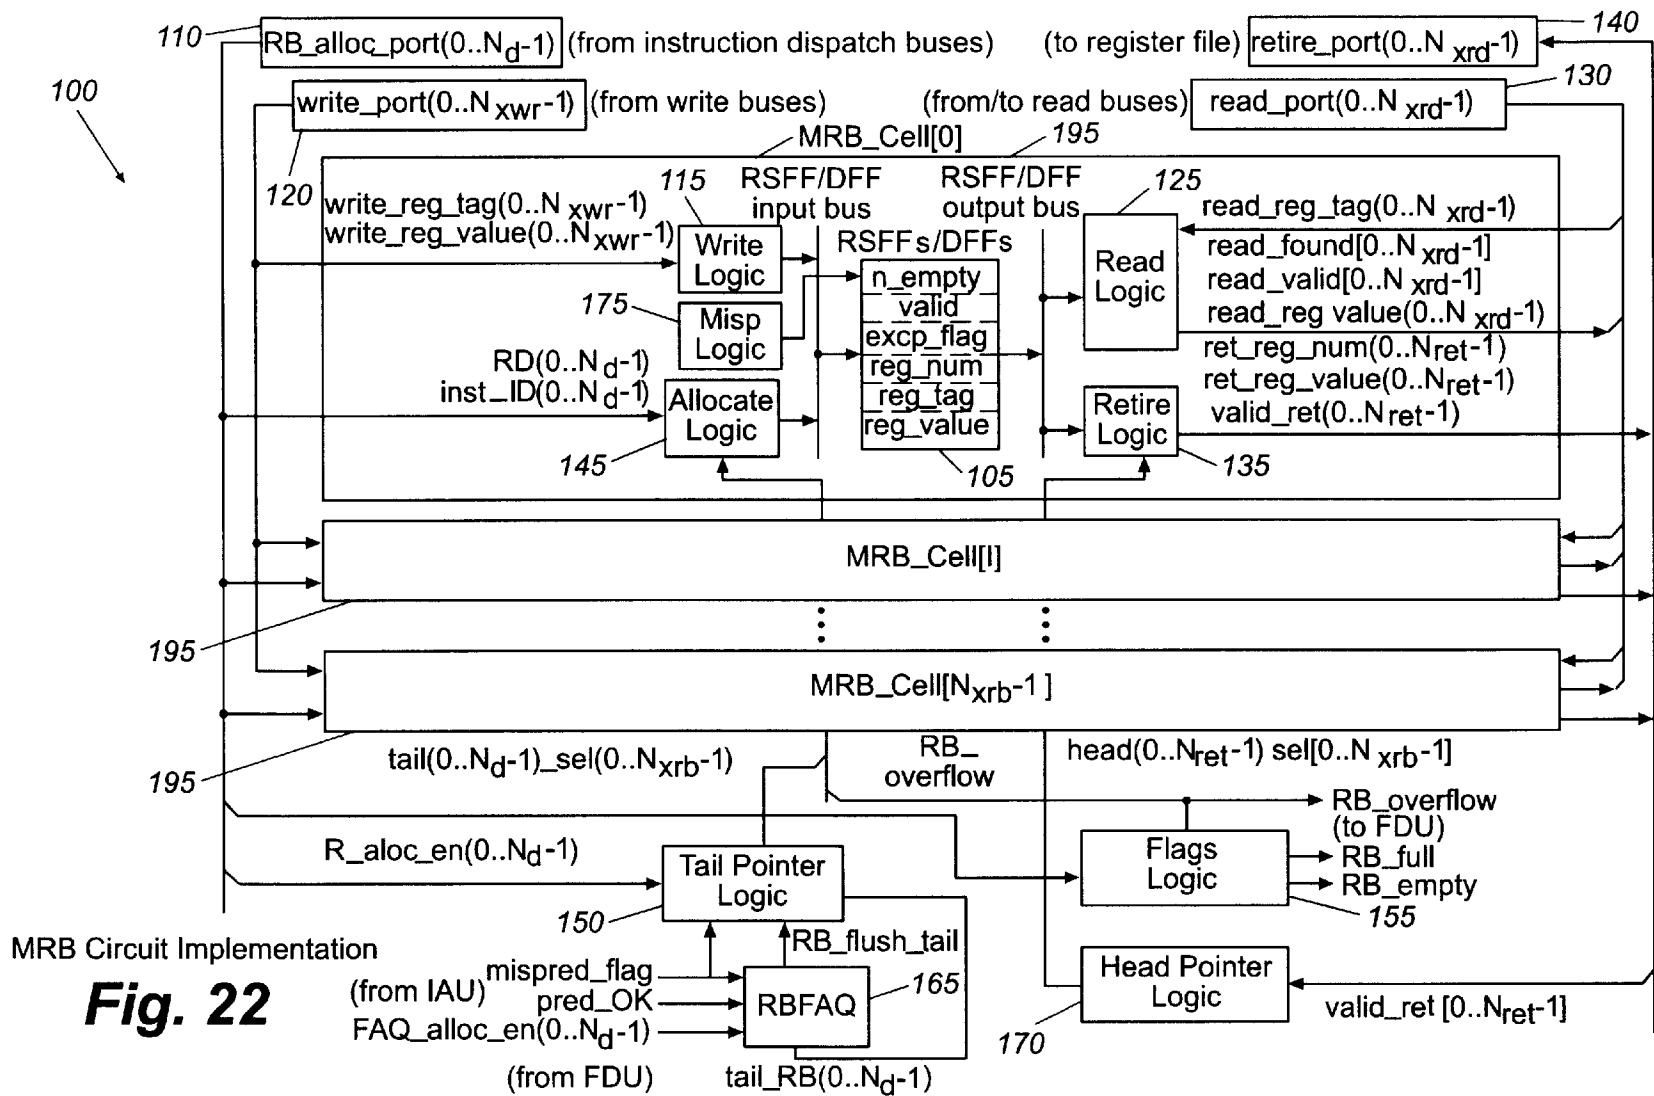 110 RB_alloc_port(0..Nd-1) (from instruction dispatch buses) (to register file) retire_port(0..N xrd-1) 140
100 write_port(0..N xwr-1) (from write buses) (from/to read buses) read_port(0..N xrd-1) 130
120 MRB_Cell[0] 195
write_reg_tag(0..N xwr-1)
write_reg_value(0..Nxwr-1)
115
Write
Logic
RSFF/DFF
input bus
RSFF/DFF
output bus
125
Read
Logic
read_reg_tag(0..N xrd-1)
read_found[0..Nxrd-1]
read_valid[0..Nxrd-1]
read_reg value(0..N xrd-1)
175
Misp
Logic
RSFFs/DFFs
n_empty
valid
excp_flag
reg_num
reg_tag
reg_value
105
RD(0..Nd-1)
inst_ID(0..Nd-1)
Allocate
Logic
145
Retire
Logic
135
ret_reg_num(0..Nret-1)
ret_reg_value(0..Nret-1)
valid_ret(0..Nret-1)
MRB_Cell[I]
195
MRB_Cell[Nxrb-1 ]
195
tail(0..Nd-1)_sel(0..Nxrb-1)
RB_
overflow
head(0..Nret-1) sel[0..N xrb-1]
R_aloc_en(0..Nd-1)
Tail Pointer
Logic
150
Flags
Logic
155
RB_overflow
(to FDU)
RB_full
RB_empty
RB_flush_tail
mispred_flag
(from IAU)
pred_OK
FAQ_alloc_en(0..Nd-1)
(from FDU)
RBFAQ
165
tail_RB(0..Nd-1)
Head Pointer
Logic
170
valid_ret [0..Nret-1]
MRB Circuit Implementation
Fig. 22